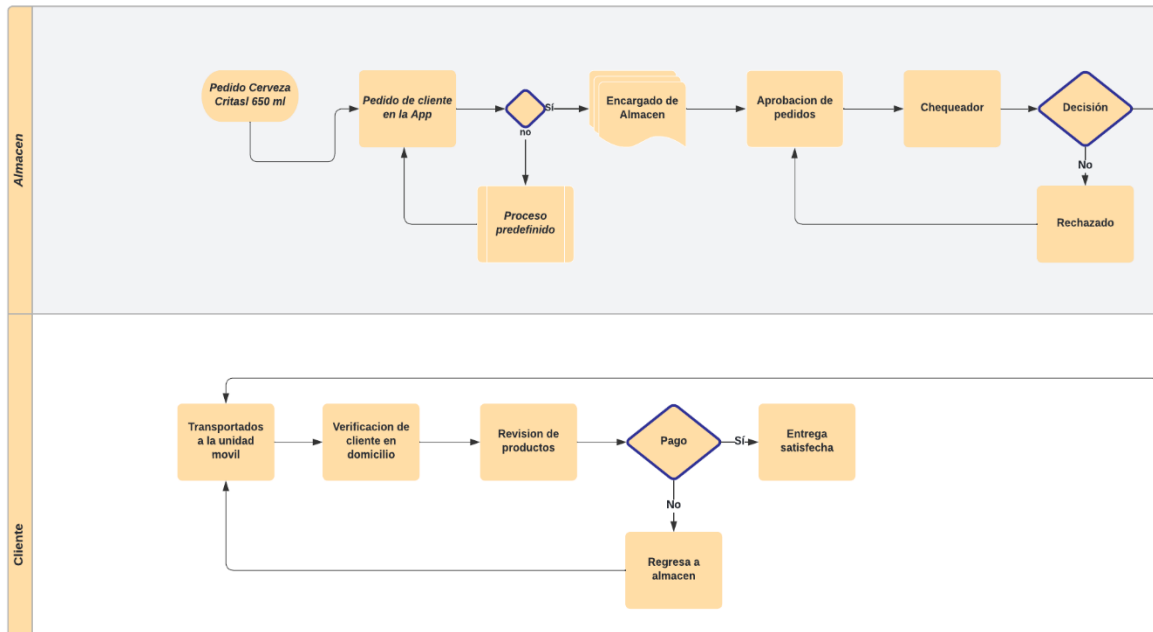 Almacen
Pedido Cerveza
Critasl 650 ml
Pedido de cliente
en la App
Sí
no
Proceso
predefinido
Encargado de
Almacen
Aprobacion de
pedidos
Chequeador
Decisión
No
Rechazado
Cliente
Transportados
a la unidad
movil
Verificacion de
cliente en
domicilio
Revision de
productos
Pago
Sí
Entrega
satisfecha
No
Regresa a
almacen